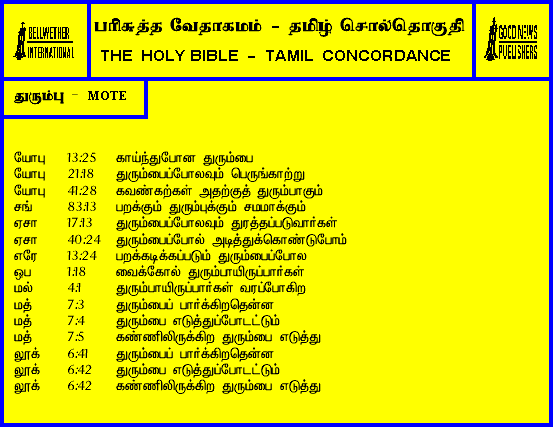 BELLWETHER
INTERNATIONAL
பரிசுத்த வேதாகமம் - தமிழ் சொல்தொகுதி
THE HOLY BIBLE - TAMIL CONCORDANCE
GOOD NEWS
PUBLISHERS
துரும்பு - MOTE
யோபு 13:25 காய்ந்துபோன துரும்பை
யோபு 21:18 துரும்பைப்போலவும் பெருங்காற்று
யோபு 41:28 கவண்கற்கள் அதற்குத் துரும்பாகும்
சங் 83:13 பறக்கும் துரும்புக்கும் சமமாக்கும்
ஏசா 17:13 துரும்பைப்போலவும் துரத்தப்படுவார்கள்
ஏசா 40:24 துரும்பைப்போல் அடித்துக்கொண்டுபோம்
எரே 13:24 பறக்கடிக்கப்படும் துரும்பைப்போல
ஒப 1:18 வைக்கோல் துரும்பாயிருப்பார்கள்
மல் 4:1 துரும்பாயிருப்பார்கள் வரப்போகிற
மத் 7:3 துரும்பைப் பார்க்கிறதென்ன
மத் 7:4 துரும்பை எடுத்துப்போடட்டும்
மத் 7:5 கண்ணிலிருக்கிற துரும்பை எடுத்து
லூக் 6:41 துரும்பைப் பார்க்கிறதென்ன
லூக் 6:42 துரும்பை எடுத்துப்போடட்டும்
லூக் 6:42 கண்ணிலிருக்கிற துரும்பை எடுத்து